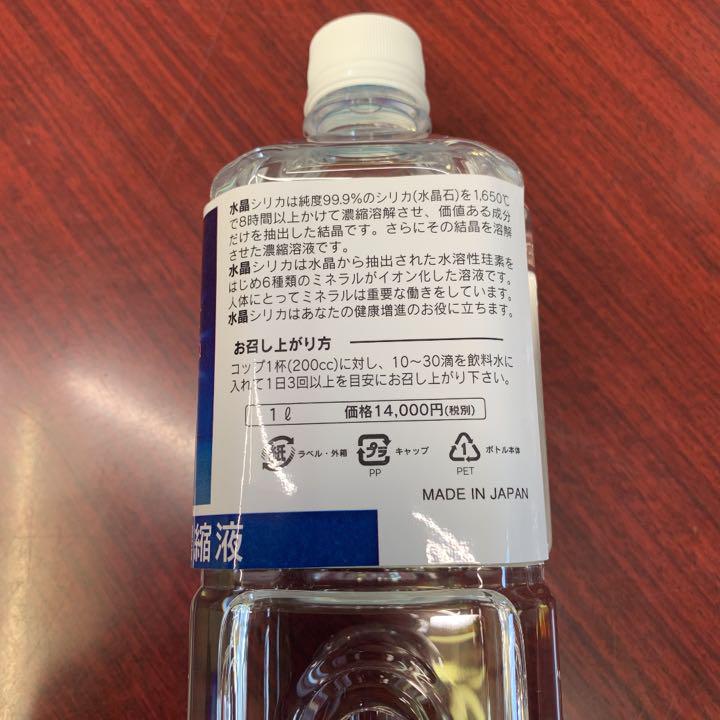 水晶シリカは純度99.9%のシリカ(水晶石)を1,650℃
で8時間以上かけて濃縮溶解させ、価値ある成分
だけを抽出した結晶です。さらにその結晶を溶解
させた濃縮溶液です。
水晶シリカは水晶から抽出された水溶性珪素を
はじめ6種類のミネラルがイオン化した溶液です。
人体にとってミネラルは重要な働きをしています。
水晶シリカはあなたの健康増進のお役に立ちます。
お召し上がり方
コップ1杯(200cc)に対し、10〜30滴を飲料水に
入れて1日3回以上を目安にお召し上がり下さい。
1ℓ 価格14,000円(税別)
紙 ラベル・外箱 プラ キャップ 1 ボトル本体
PP PET
MADE IN JAPAN
縮液